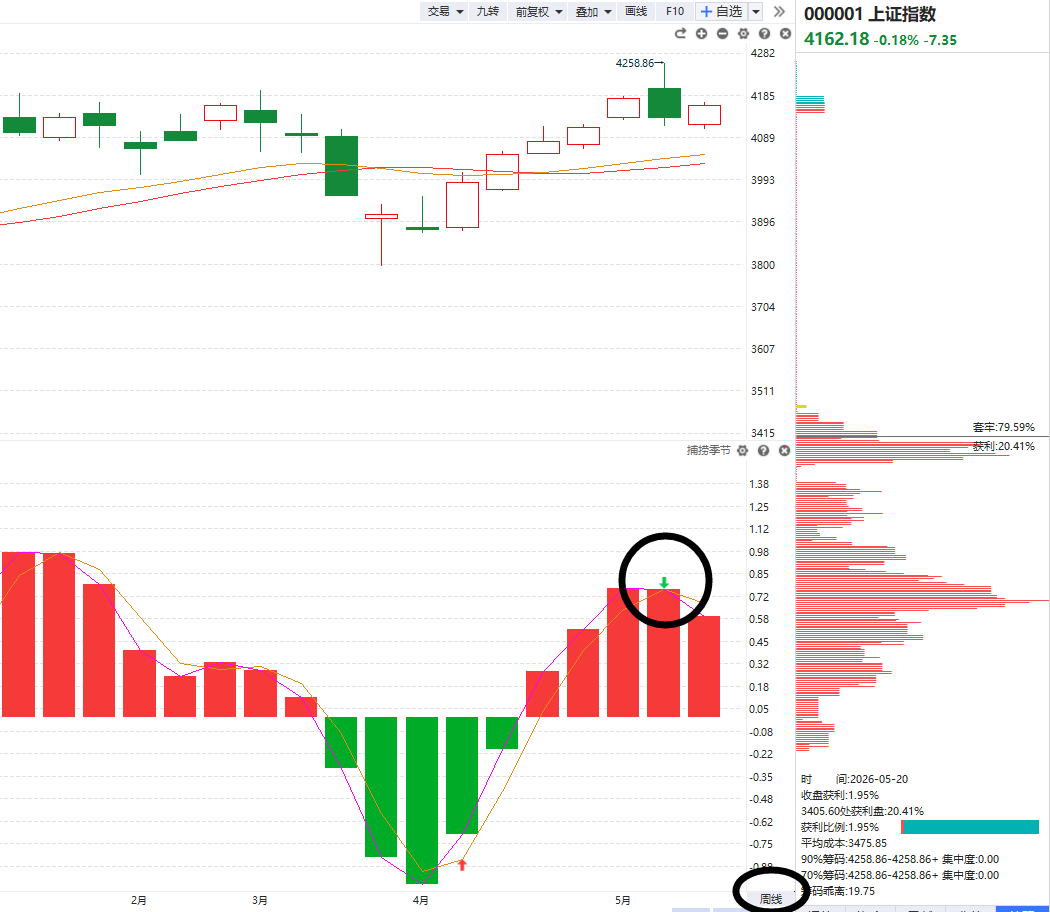 交易 九转 前复权 叠加 画线 F10 +自选
000001 上证指数
4162.18 -0.18% -7.35
4258.86
4282
4185
4089
3993
3896
3800
3704
3607
3511
3415
套牢:79.59%
获利:20.41%
捕捞季节
1.38
1.25
1.12
0.98
0.85
0.72
0.58
0.45
0.32
0.18
0.05
-0.08
-0.22
-0.35
-0.48
-0.62
-0.75
-0.88
时 间:2026-05-20
收盘获利:1.95%
3405.60处获利盘:20.41%
获利比例:1.95%
平均成本:3475.85
90%筹码:4258.86-4258.86+ 集中度:0.00
70%筹码:4258.86-4258.86+ 集中度:0.00
筹码乖离:19.75
2月 3月 4月 5月 周线